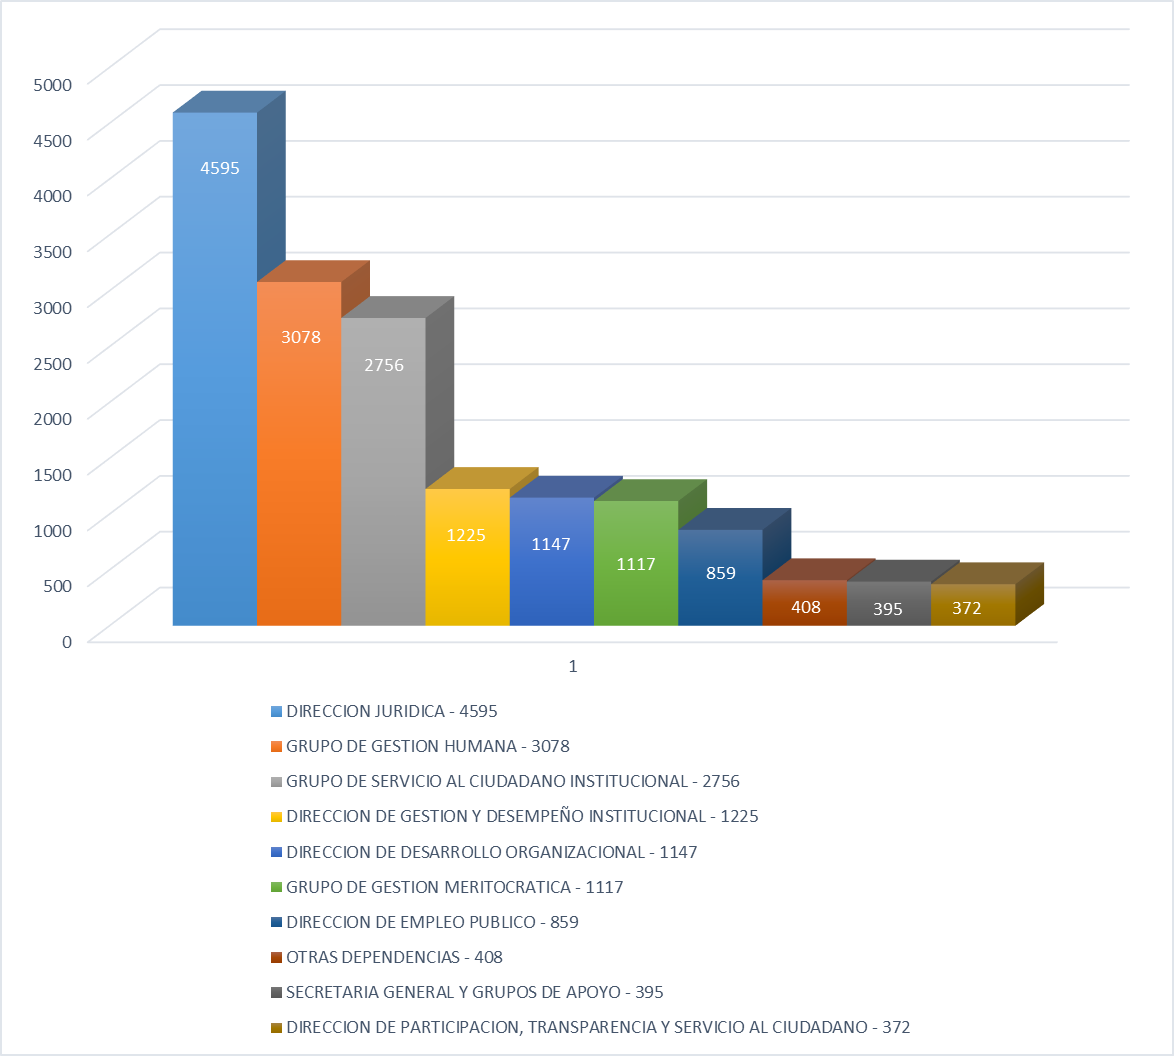 5000
4500
4000
3500
3000
2500
2000
1500
1000
500
0
4595
3078
2756
1225
1147
1117
859
408
395
372
1
DIRECCION JURIDICA - 4595
GRUPO DE GESTION HUMANA - 3078
GRUPO DE SERVICIO AL CIUDADANO INSTITUCIONAL - 2756
DIRECCION DE GESTION Y DESEMPEÑO INSTITUCIONAL - 1225
DIRECCION DE DESARROLLO ORGANIZACIONAL - 1147
GRUPO DE GESTION MERITOCRATICA - 1117
DIRECCION DE EMPLEO PUBLICO - 859
OTRAS DEPENDENCIAS - 408
SECRETARIA GENERAL Y GRUPOS DE APOYO - 395
DIRECCION DE PARTICIPACION, TRANSPARENCIA Y SERVICIO AL CIUDADANO - 372